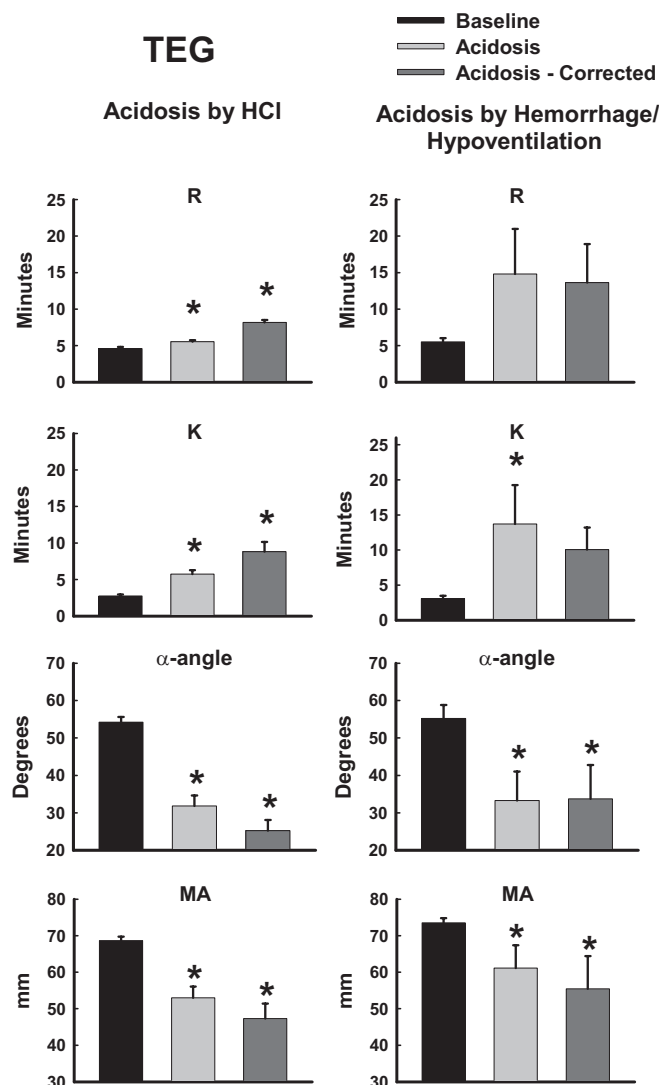 TEG
Baseline
Acidosis
Acidosis - Corrected
Acidosis by HCl
Acidosis by Hemorrhage/
Hypoventilation
R
Minutes
25
20
15
10
5
0
*
*
R
Minutes
25
20
15
10
5
0
K
Minutes
25
20
15
10
5
0
*
*
K
Minutes
25
20
15
10
5
0
*
α-angle
Degrees
70
60
50
40
30
20
*
*
α-angle
Degrees
70
60
50
40
30
20
*
*
MA
mm
80
70
60
50
40
30
*
*
MA
mm
80
70
60
50
40
30
*
*